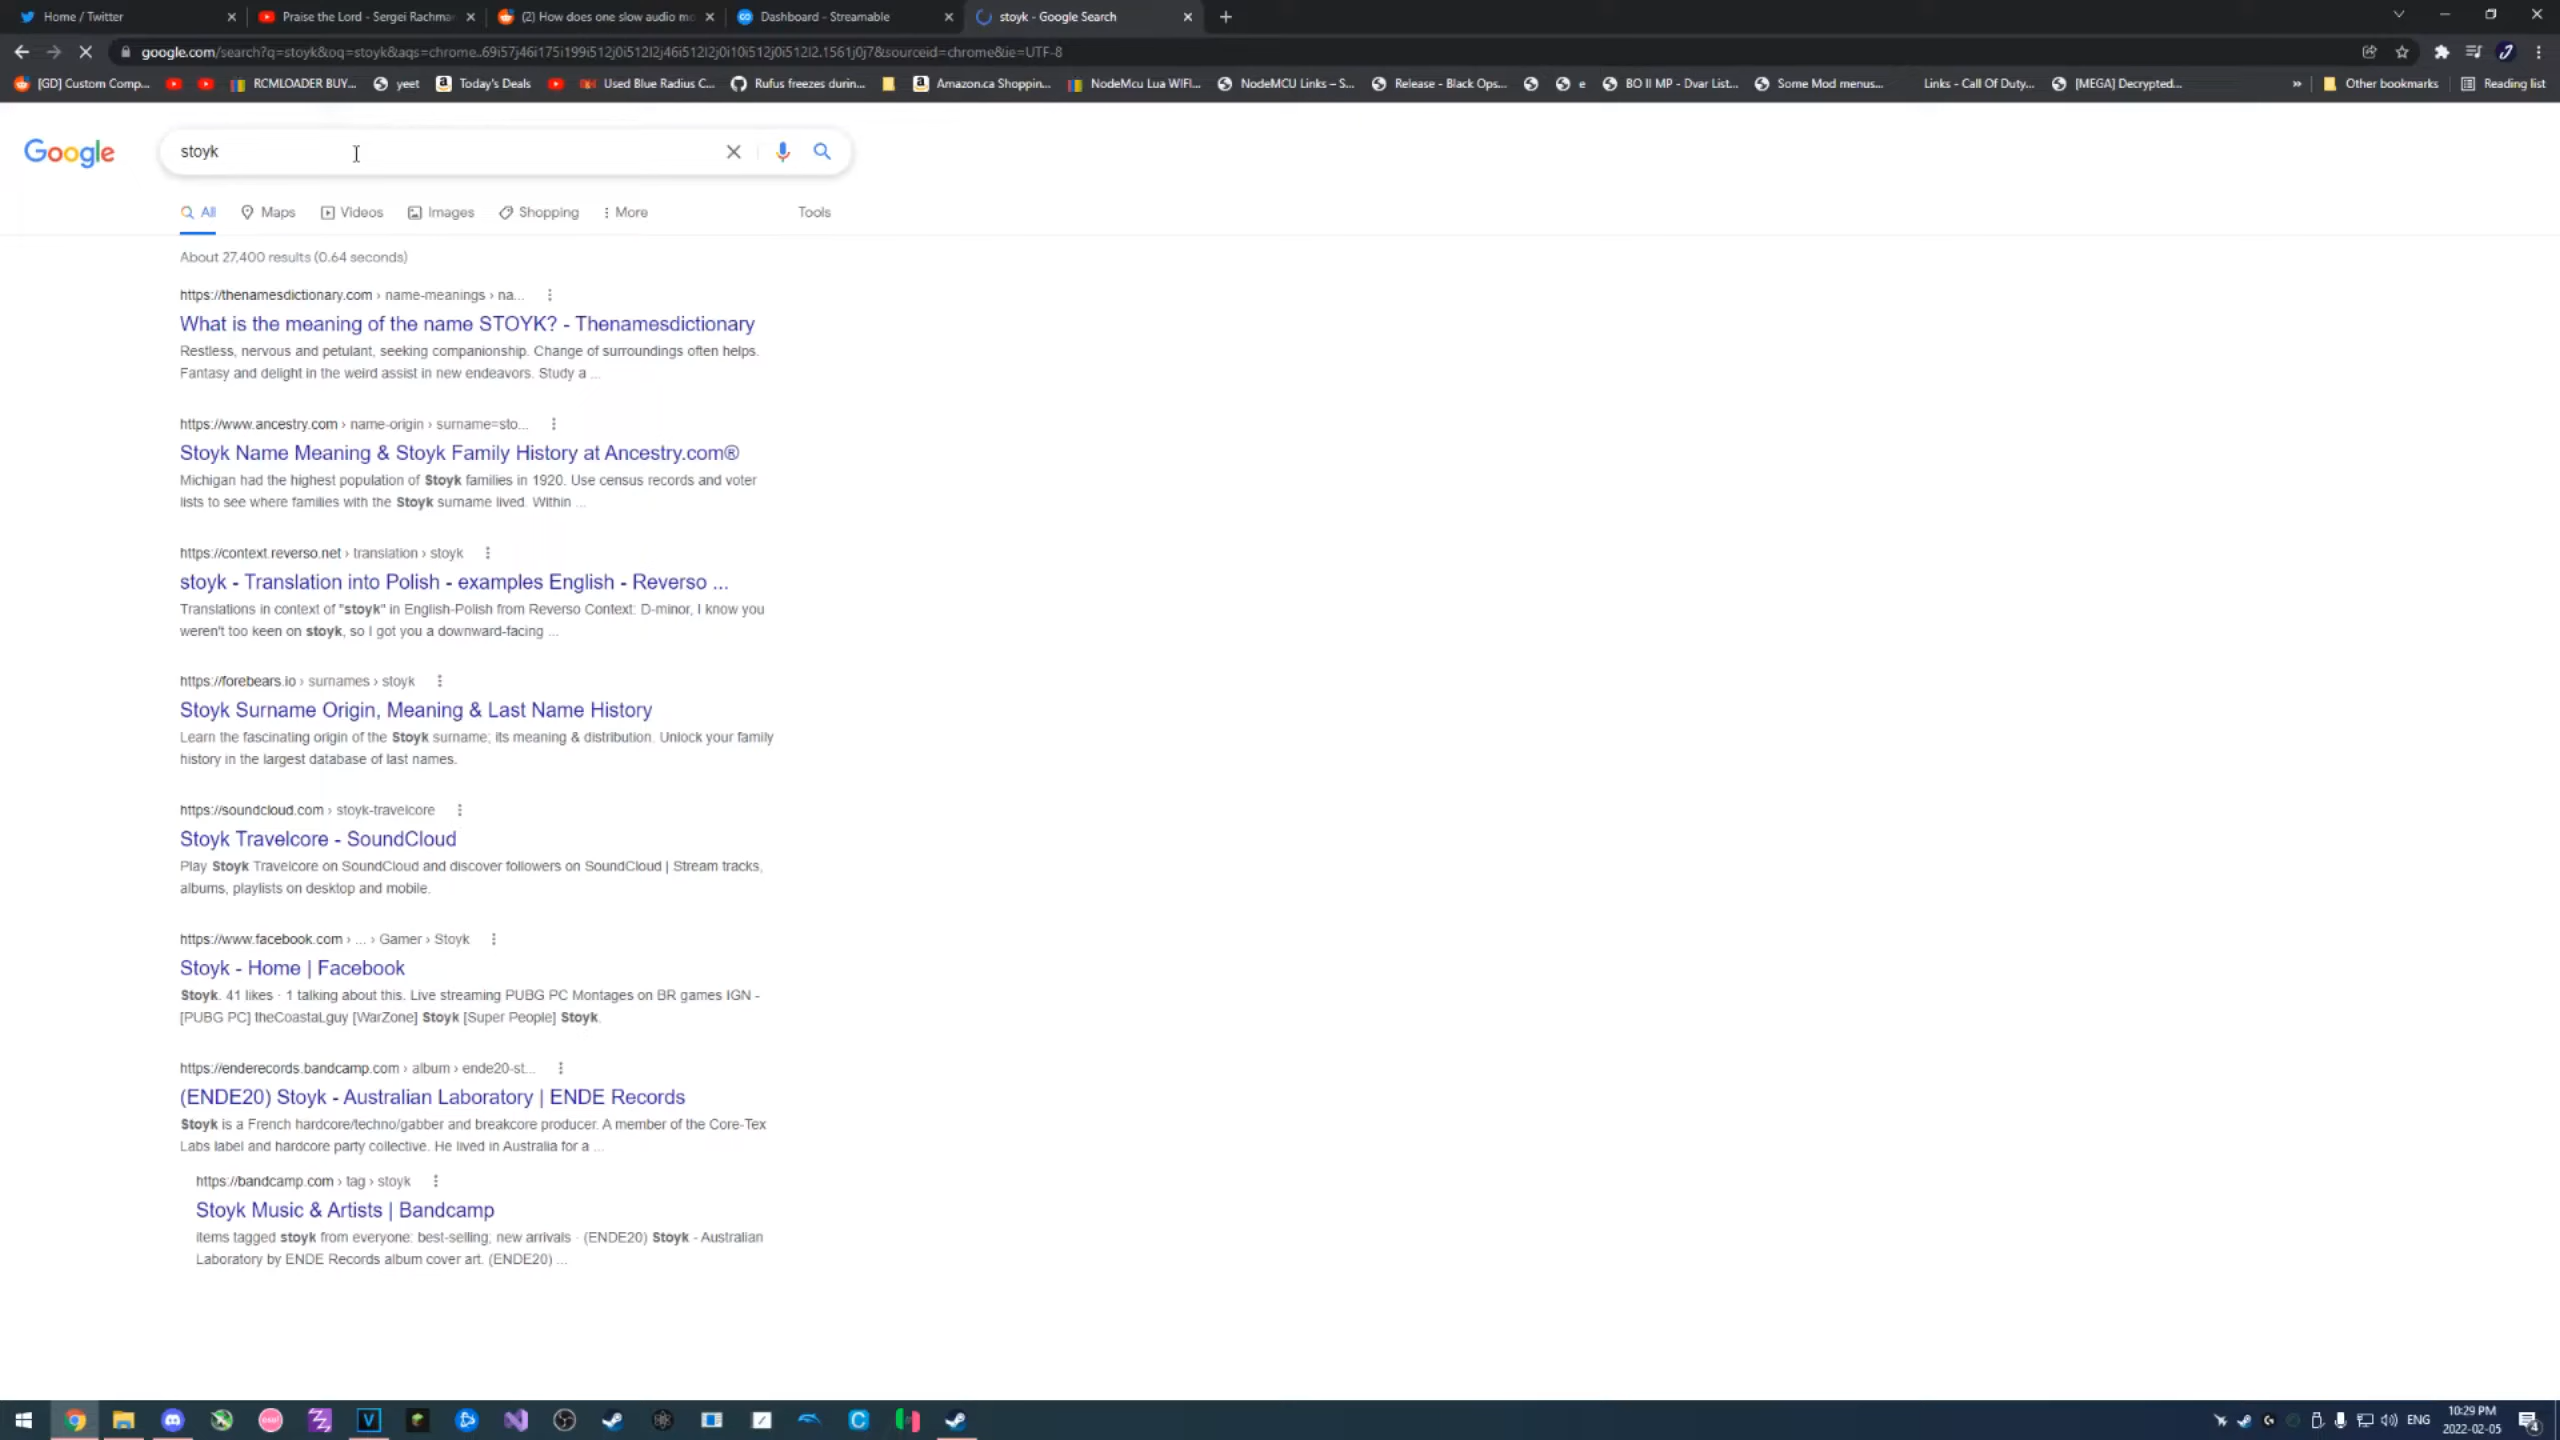 Home / Twitter
Praise the Lord - Sergei Rachmar
(2) How does one slow audio mo
Dashboard - Streamable
stoyk - Google Search
google.com/search?q=stoyk&oq=stoyk&aqs=chrome..69i57j46i175i199i512j0i512l2j46i512l2j0i10i512j0i512l2.1561j0j7&sourceid=chrome&ie=UTF-8
[GD] Custom Comp...
RCMLOADER BUY...
yeet
Today's Deals
Used Blue Radius C...
Rufus freezes durin...
Amazon.ca Shoppin...
NodeMcu Lua WIFI...
NodeMCU Links – S...
Release - Black Ops...
e
BO II MP - Dvar List...
Some Mod menus...
Links - Call Of Duty...
[MEGA] Decrypted...
»
Other bookmarks
Reading list
Google
stoyk
All
Maps
Videos
Images
Shopping
More
Tools
About 27,400 results (0.64 seconds)
https://thenamesdictionary.com › name-meanings › na...
What is the meaning of the name STOYK? - Thenamesdictionary
Restless, nervous and petulant, seeking companionship. Change of surroundings often helps.
Fantasy and delight in the weird assist in new endeavors. Study a ...
https://www.ancestry.com › name-origin › surname=sto...
Stoyk Name Meaning & Stoyk Family History at Ancestry.com®
Michigan had the highest population of Stoyk families in 1920. Use census records and voter
lists to see where families with the Stoyk surname lived. Within ...
https://context.reverso.net › translation › stoyk
stoyk - Translation into Polish - examples English - Reverso ...
Translations in context of "stoyk" in English-Polish from Reverso Context: D-minor, I know you
weren't too keen on stoyk, so I got you a downward-facing ...
https://forebears.io › surnames › stoyk
Stoyk Surname Origin, Meaning & Last Name History
Learn the fascinating origin of the Stoyk surname; its meaning & distribution. Unlock your family
history in the largest database of last names.
https://soundcloud.com › stoyk-travelcore
Stoyk Travelcore - SoundCloud
Play Stoyk Travelcore on SoundCloud and discover followers on SoundCloud | Stream tracks,
albums, playlists on desktop and mobile.
https://www.facebook.com › ... › Gamer › Stoyk
Stoyk - Home | Facebook
Stoyk. 41 likes · 1 talking about this. Live streaming PUBG PC Montages on BR games IGN -
[PUBG PC] theCoastaLguy [WarZone] Stoyk [Super People] Stoyk.
https://enderecords.bandcamp.com › album › ende20-st...
(ENDE20) Stoyk - Australian Laboratory | ENDE Records
Stoyk is a French hardcore/techno/gabber and breakcore producer. A member of the Core-Tex
Labs label and hardcore party collective. He lived in Australia for a ...
https://bandcamp.com › tag › stoyk
Stoyk Music & Artists | Bandcamp
items tagged stoyk from everyone: best-selling; new arrivals · (ENDE20) Stoyk - Australian
Laboratory by ENDE Records album cover art. (ENDE20) ...
osu!
V
C
ENG
10:29 PM
2022-02-05
4